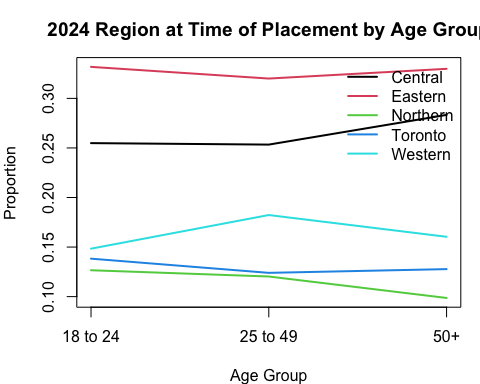 2024 Region at Time of Placement by Age Grou
Proportion
0.30
0.25
0.20
0.15
0.10
Central
Eastern
Northern
Toronto
Western
18 to 24
25 to 49
50+
Age Group